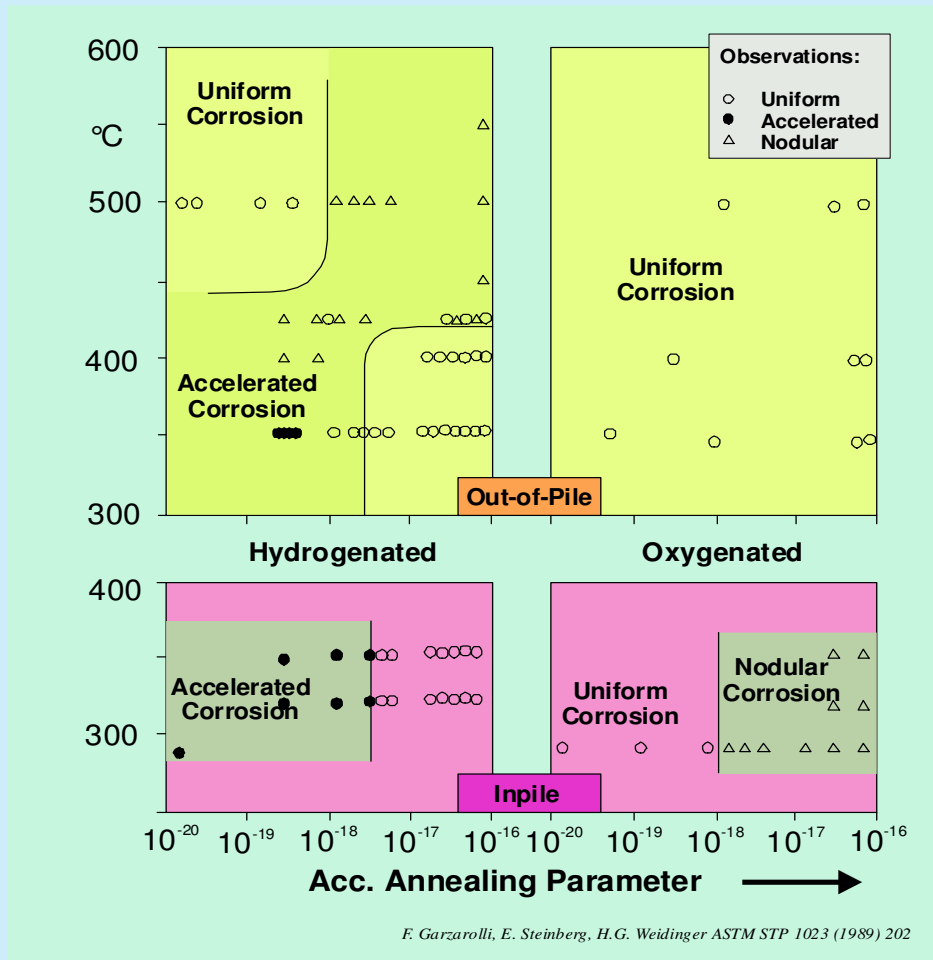 600
Observations:
Uniform
Corrosion
Uniform
°C
Accelerated
Nodular
500
Uniform
Corrosion
400
Accelerated
Corrosion
Out-of-Pile
300
Hydrogenated
Oxygenated
400
Accelerated
Corrosion
Uniform
Corrosion
Nodular
Corrosion
300
Inpile
10-20
10-19
10-18
10-17
10-16
10-20
10-19
10-18
10-17
10-16
Acc. Annealing Parameter
F. Garzarolli, E. Steinberg, H.G. Weidinger ASTM STP 1023 (1989) 202